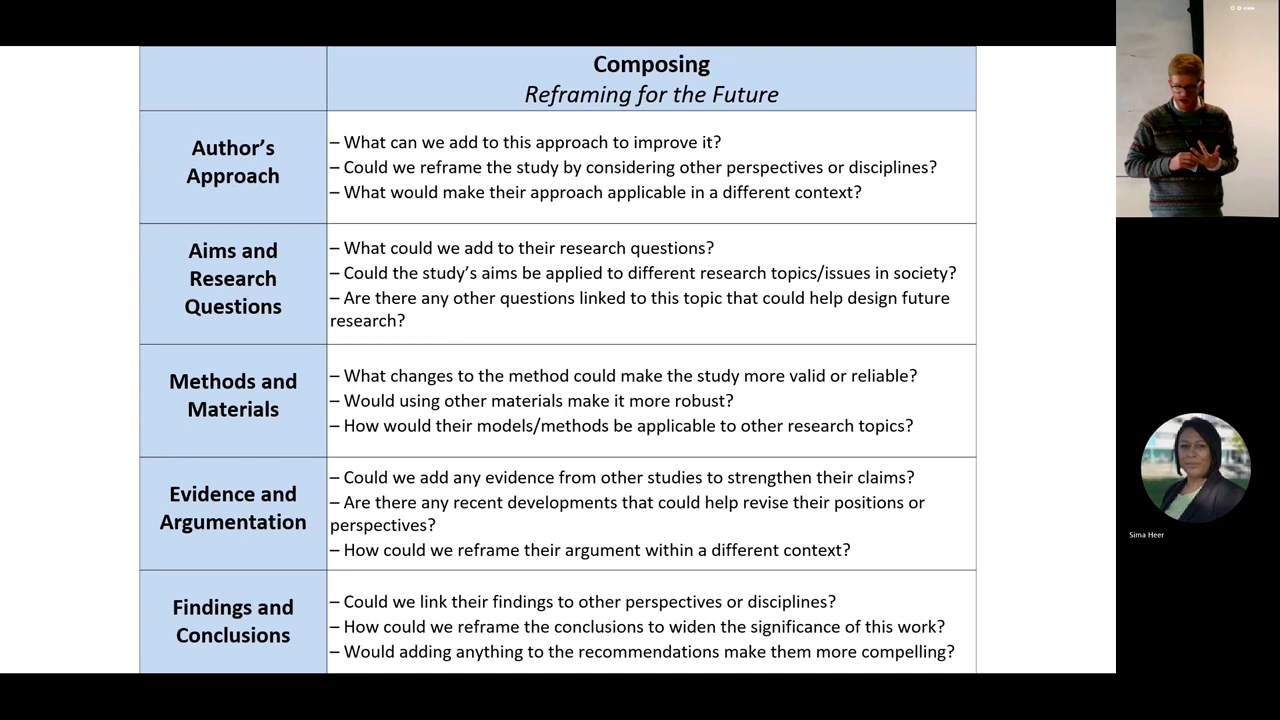 Composing
Reframing for the Future
Author's
Approach
– What can we add to this approach to improve it?
– Could we reframe the study by considering other perspectives or disciplines?
– What would make their approach applicable in a different context?
Aims and
Research
Questions
– What could we add to their research questions?
– Could the study's aims be applied to different research topics/issues in society?
– Are there any other questions linked to this topic that could help design future
research?
Methods and
Materials
– What changes to the method could make the study more valid or reliable?
– Would using other materials make it more robust?
– How would their models/methods be applicable to other research topics?
Evidence and
Argumentation
– Could we add any evidence from other studies to strengthen their claims?
– Are there any recent developments that could help revise their positions or
perspectives?
– How could we reframe their argument within a different context?
Findings and
Conclusions
– Could we link their findings to other perspectives or disciplines?
– How could we reframe the conclusions to widen the significance of this work?
– Would adding anything to the recommendations make them more compelling?
Sima Heer